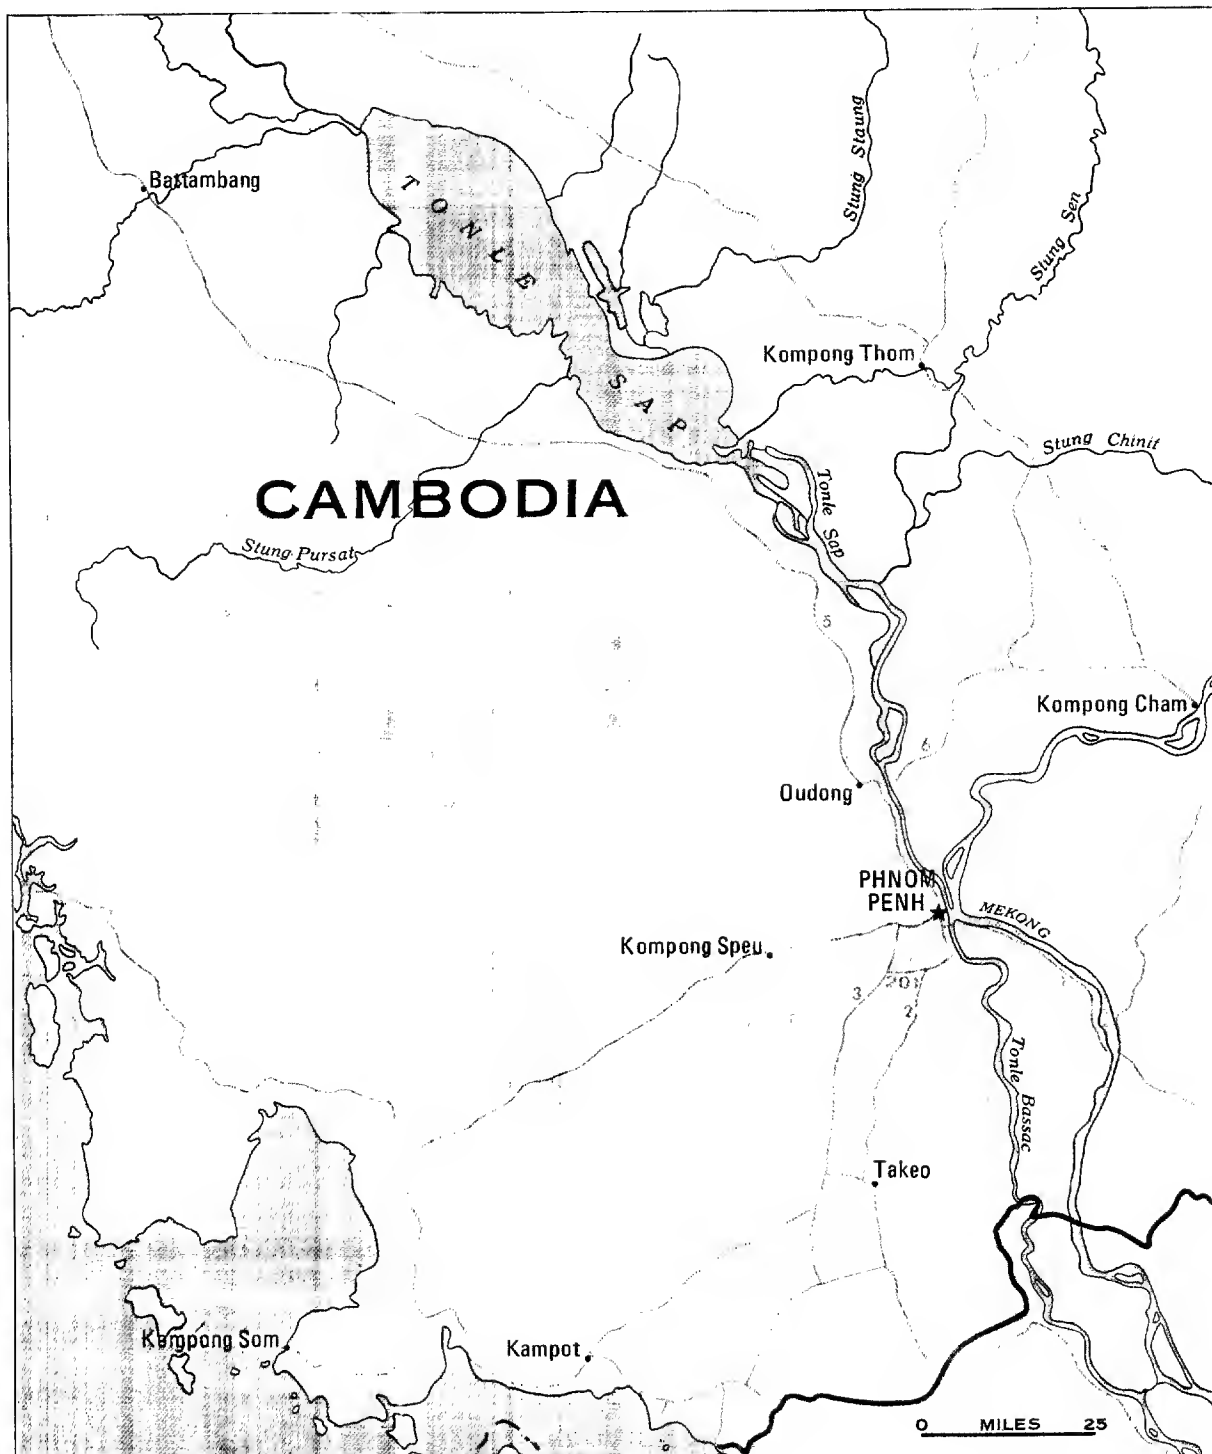 Battambang
TONLE SAP
Stung Staung
Stung Sen
Kompong Thom
Stung Chinit
Tonle Sap
CAMBODIA
Stung Pursat
5
Kompong Cham
6
Oudong
PHNOM
PENH
MEKONG
Kompong Speu
1
3
201
2
Tonle Bassac
Takeo
Kompong Som
Kampot
0 MILES 25